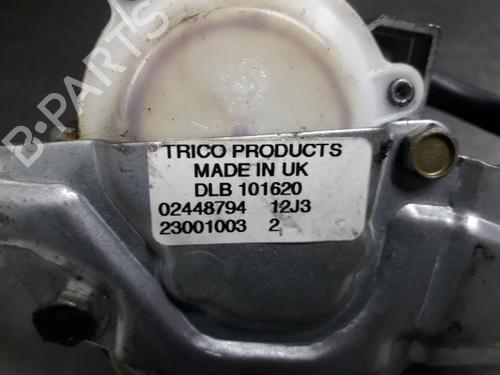 B-PARTS
TRICO PRODUCTS
MADE IN UK
DLB 101620
02448794 12J3
23001003 2